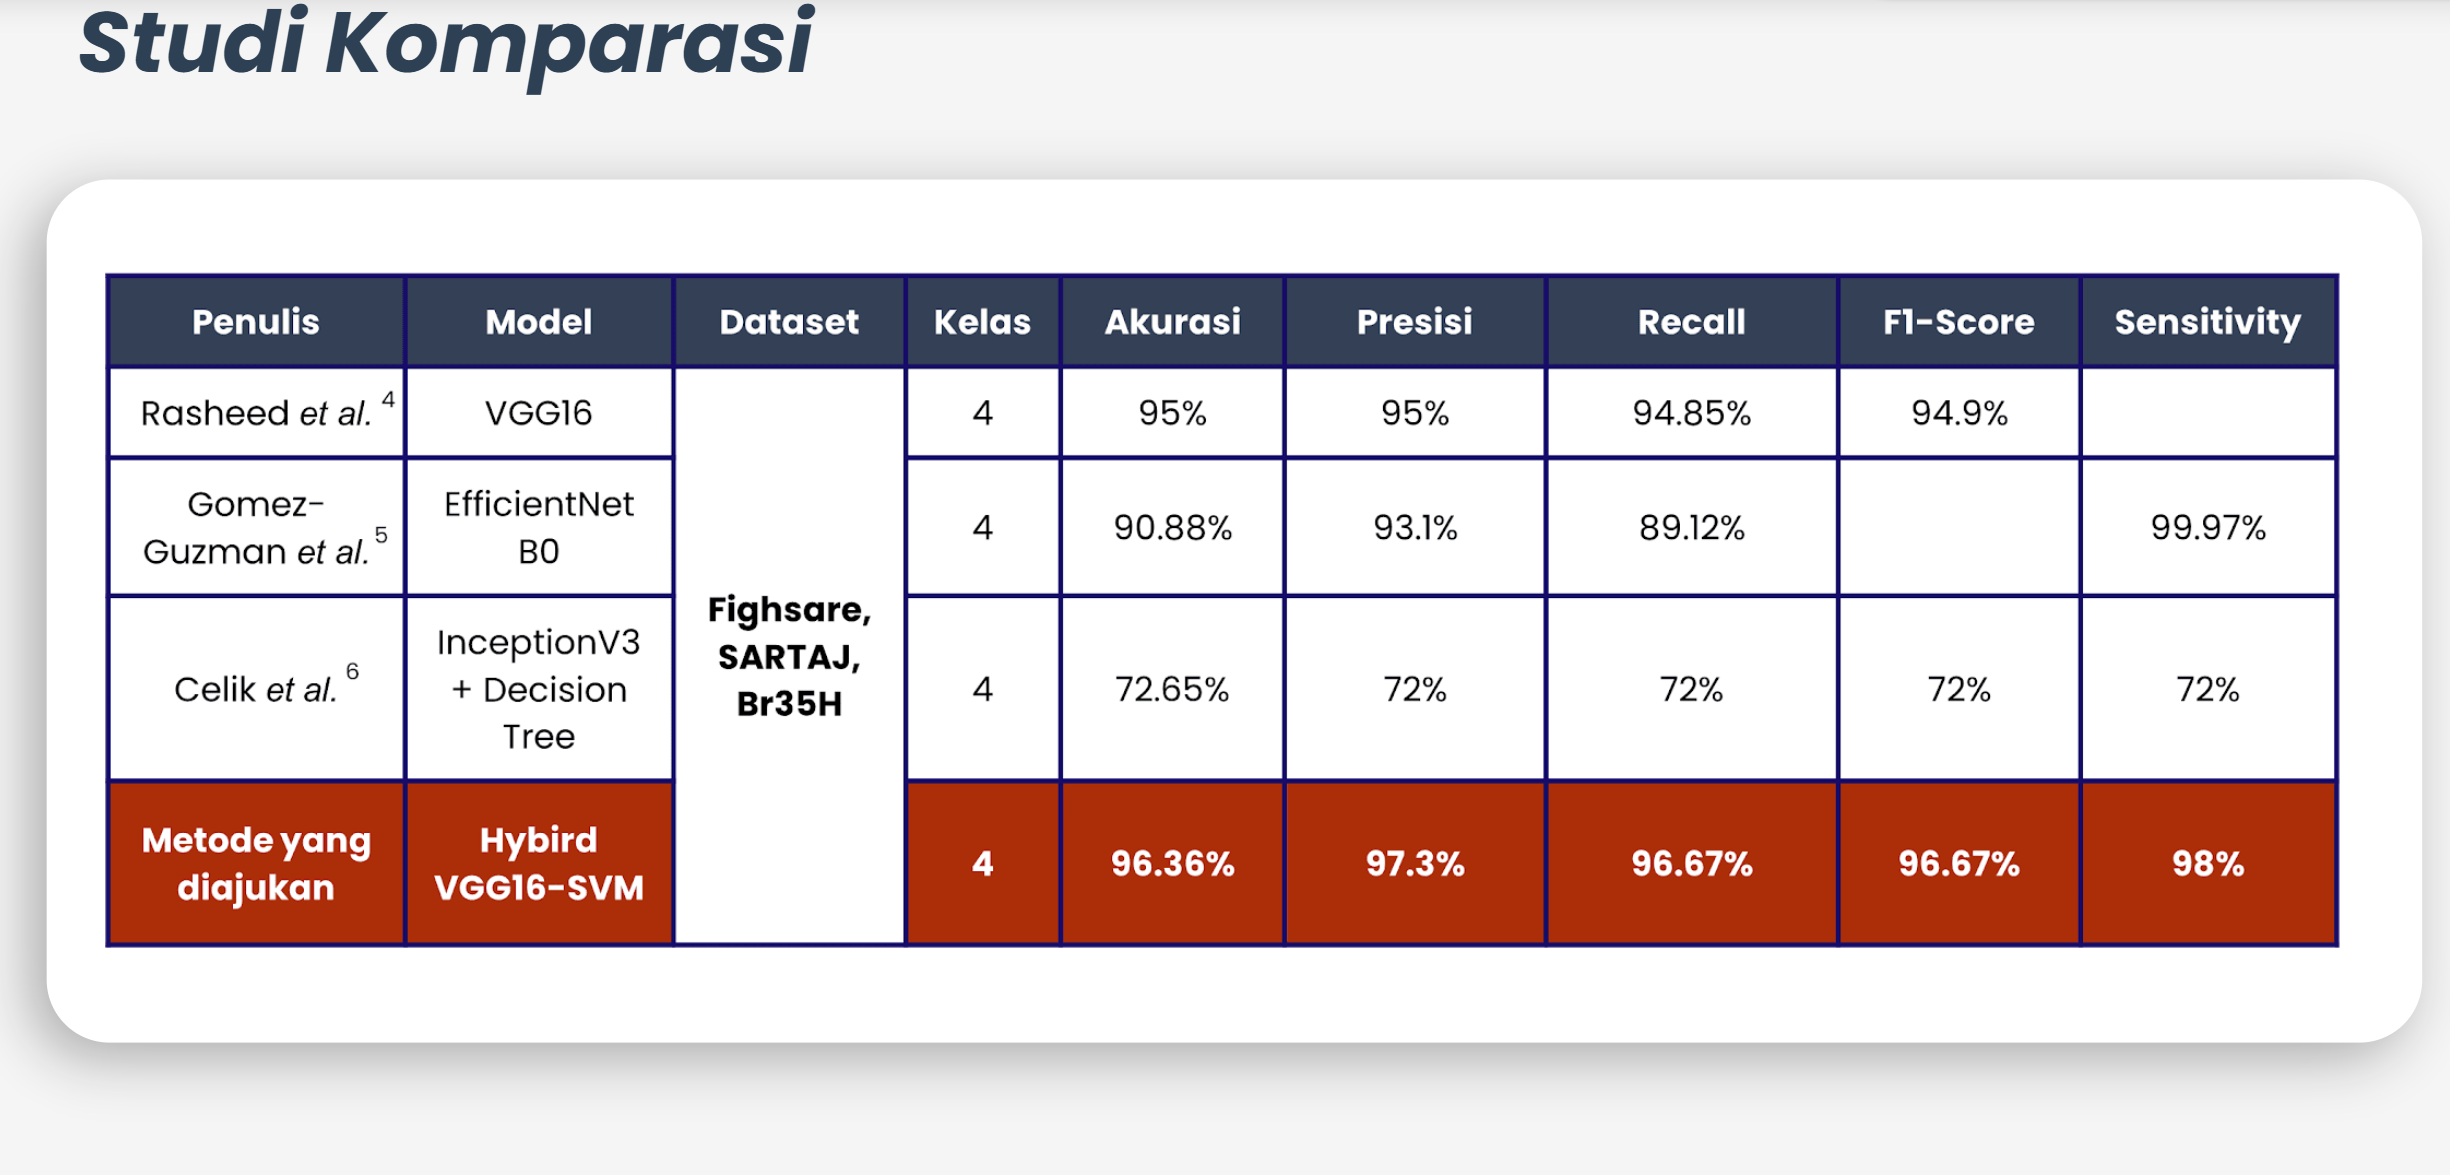 Studi Komparasi
Penulis Model Dataset Kelas Akurasi Presisi Recall F1-Score Sensitivity
Rasheed et al. 4 VGG16 4 95% 95% 94.85% 94.9%
Gomez-
Guzman et al. 5
EfficientNet
B0
4 90.88% 93.1% 89.12% 99.97%
Celik et al. 6
InceptionV3
+ Decision
Tree
4 72.65% 72% 72% 72% 72%
Fighsare,
SARTAJ,
Br35H
Metode yang
diajukan
Hybird
VGG16-SVM
4 96.36% 97.3% 96.67% 96.67% 98%